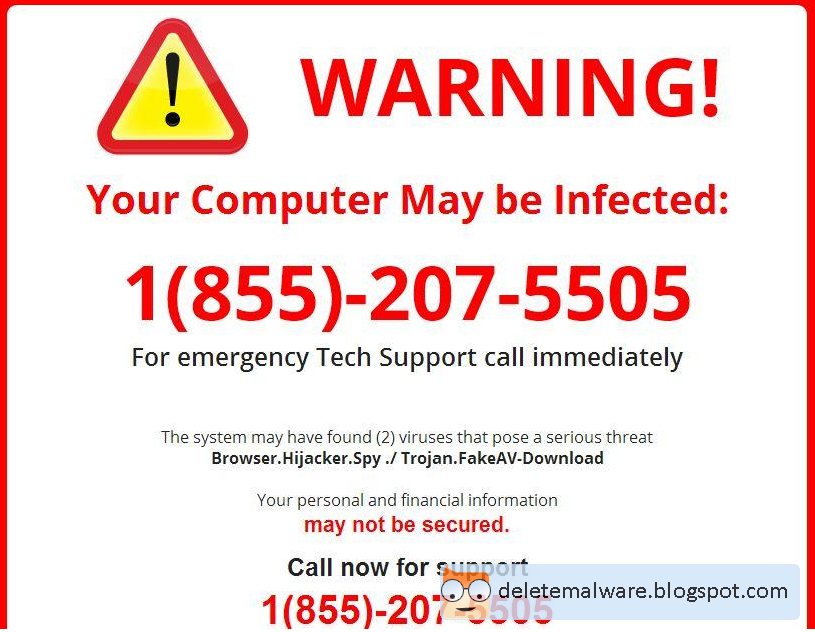 WARNING!
Your Computer May be Infected:
1(855)-207-5505
For emergency Tech Support call immediately
The system may have found (2) viruses that pose a serious threat
Browser.Hijacker.Spy ./ Trojan.FakeAV-Download
Your personal and financial information
may not be secured.
Call now for support
1(855)-207-5505
deletemalware.blogspot.com